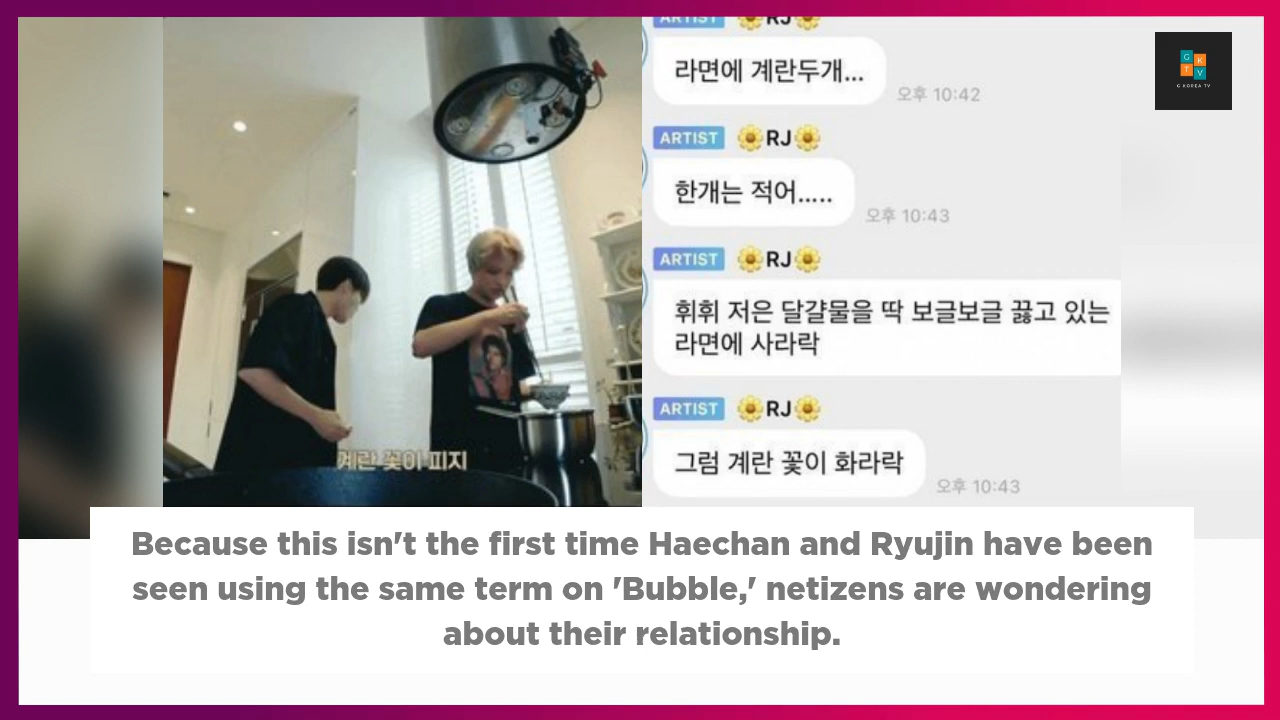 ARTIST 🌼RJ🌼
라면에 계란두개...
오후 10:42
ARTIST 🌼RJ🌼
한개는 적어.....
오후 10:43
ARTIST 🌼RJ🌼
휘휘 저은 달걀물을 딱 보글보글 끓고 있는
라면에 사라락
ARTIST 🌼RJ🌼
그럼 계란 꽃이 화라락
오후 10:43
계란 꽃이 피지
G K
T V
G KOREA TV
Because this isn't the first time Haechan and Ryujin have been
seen using the same term on 'Bubble,' netizens are wondering
about their relationship.